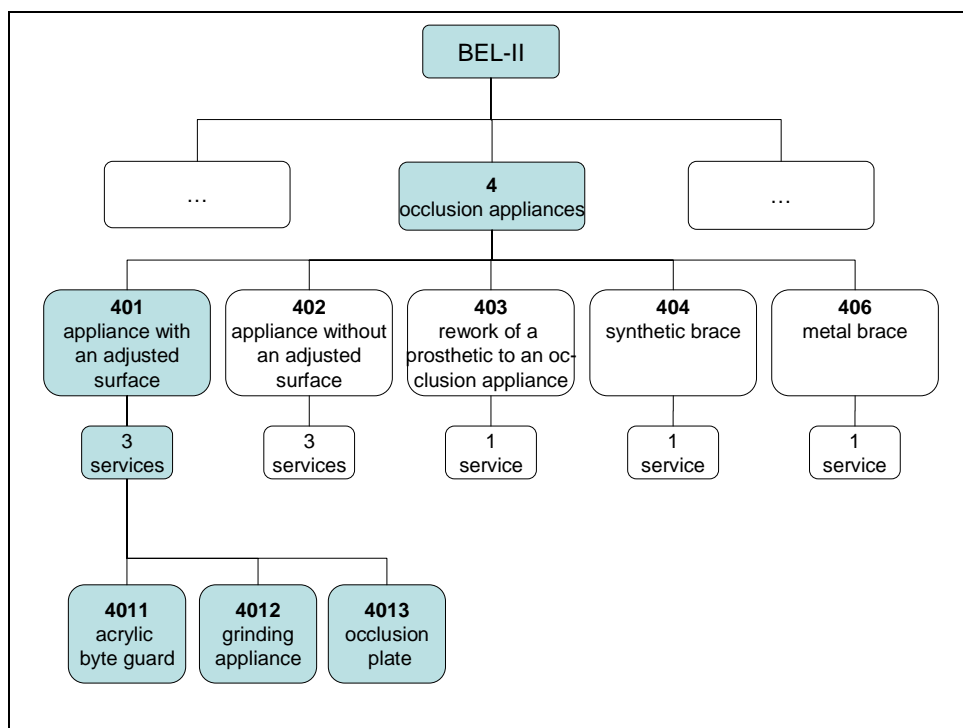 BEL-II
...
4
occlusion appliances
...
401
appliance with
an adjusted
surface
402
appliance without
an adjusted
surface
403
rework of a
prosthetic to an oc-
clusion appliance
404
synthetic brace
406
metal brace
3
services
3
services
1
service
1
service
1
service
4011
acrylic
byte guard
4012
grinding
appliance
4013
occlusion
plate